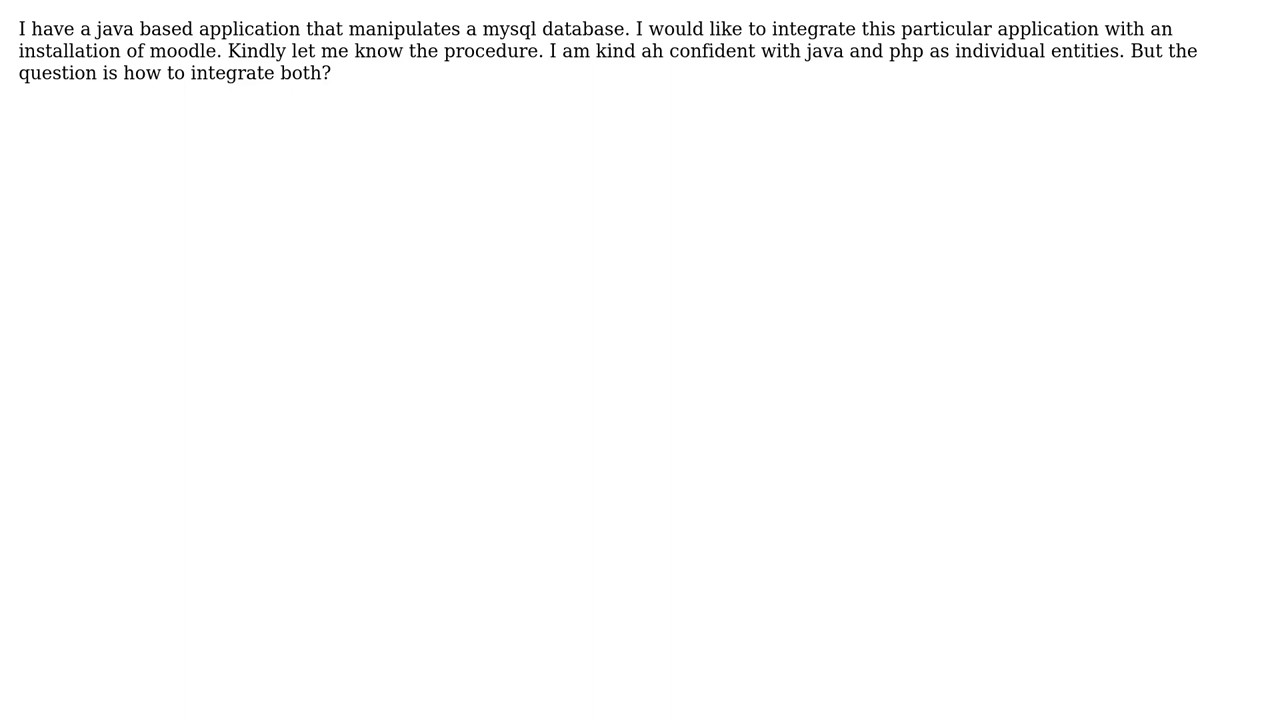 I have a java based application that manipulates a mysql database. I would like to integrate this particular application with an
installation of moodle. Kindly let me know the procedure. I am kind ah confident with java and php as individual entities. But the
question is how to integrate both?